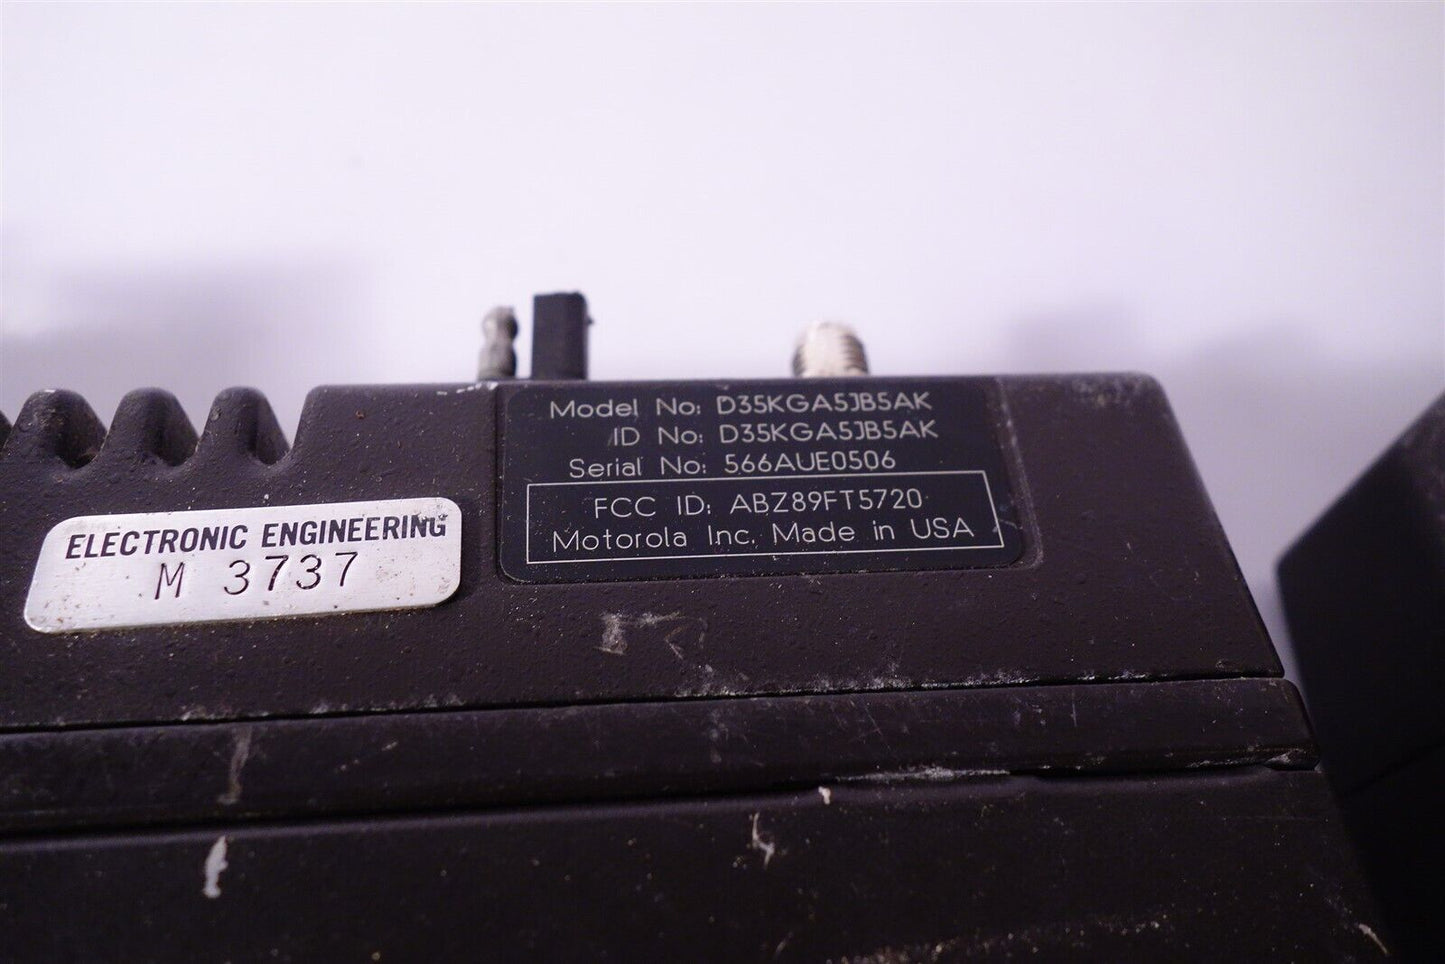 Model No: D35KGA5JB5AK
ID No: D35KGA5JB5AK
Serial No: 566AUE0506
FCC ID: ABZ89FT5720
Motorola Inc. Made in USA
ELECTRONIC ENGINEERING
M 3737